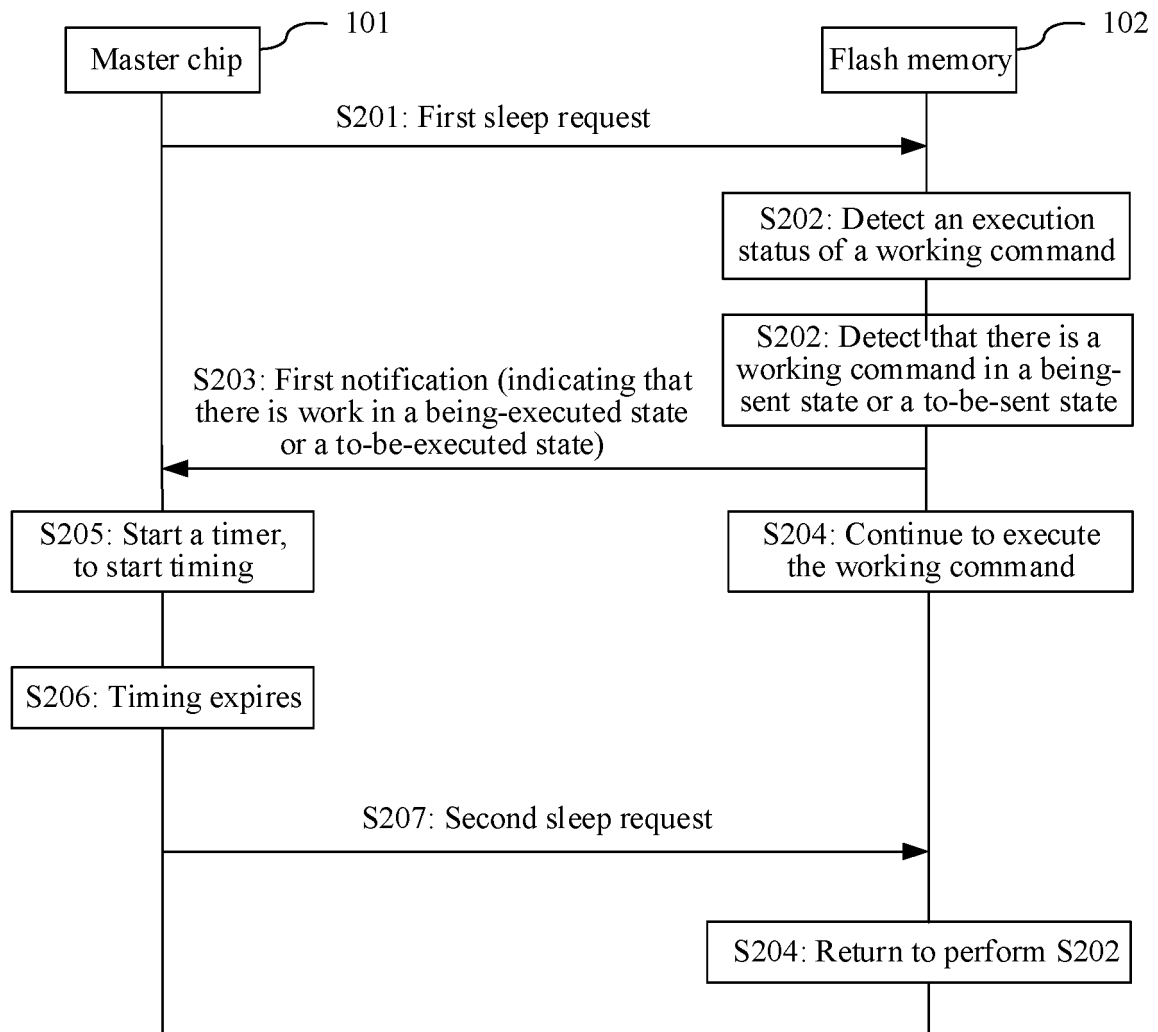 101
102
Master chip
Flash memory
S201: First sleep request
S202: Detect an execution
status of a working command
S202: Detect that there is a
working command in a being-
sent state or a to-be-sent state
S203: First notification (indicating that
there is work in a being-executed state
or a to-be-executed state)
S205: Start a timer,
to start timing
S204: Continue to execute
the working command
S206: Timing expires
S207: Second sleep request
S204: Return to perform S202